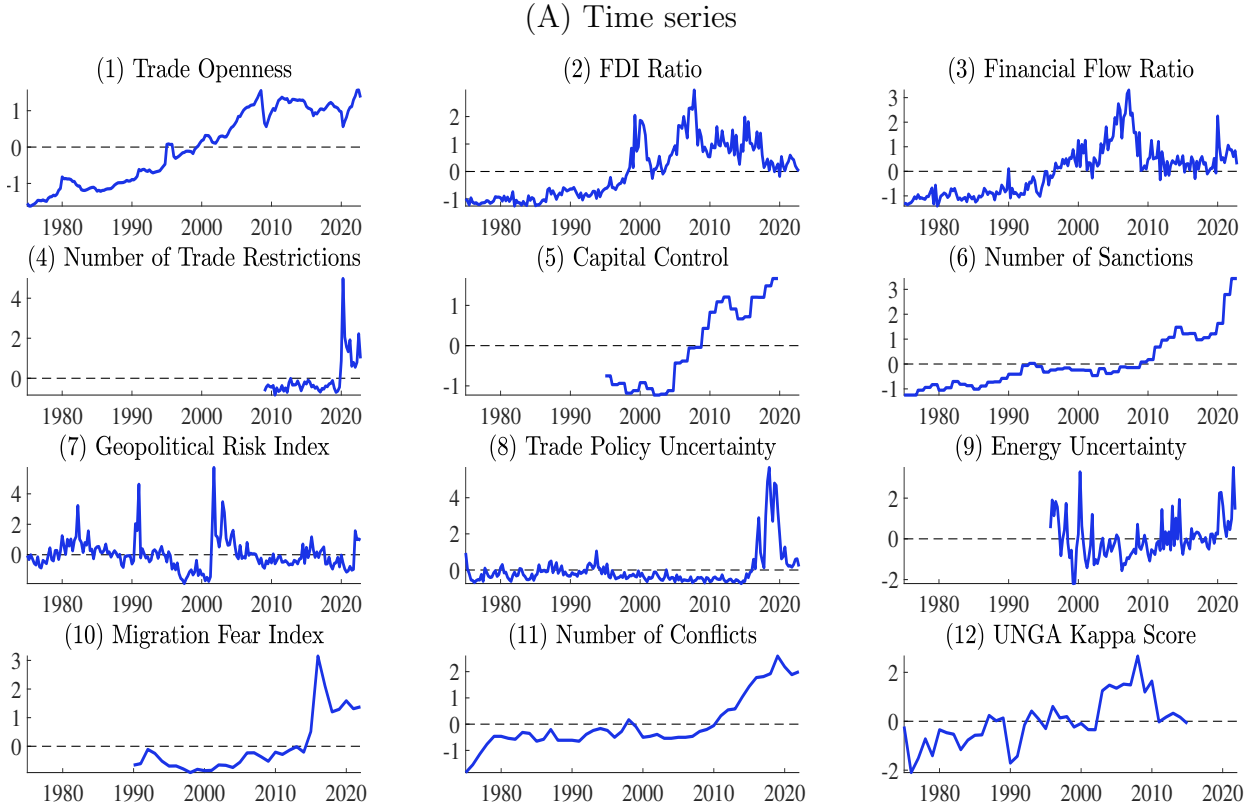 (A) Time series
(1) Trade Openness
1
0
-1
1980 1990 2000 2010 2020
(2) FDI Ratio
2
1
0
-1
1980 1990 2000 2010 2020
(3) Financial Flow Ratio
3
2
1
0
-1
1980 1990 2000 2010 2020
(4) Number of Trade Restrictions
4
2
0
1980 1990 2000 2010 2020
(5) Capital Control
1
0
-1
1980 1990 2000 2010 2020
(6) Number of Sanctions
3
2
1
0
-1
1980 1990 2000 2010 2020
(7) Geopolitical Risk Index
4
2
0
1980 1990 2000 2010 2020
(8) Trade Policy Uncertainty
4
2
0
1980 1990 2000 2010 2020
(9) Energy Uncertainty
2
0
-2
1980 1990 2000 2010 2020
(10) Migration Fear Index
3
2
1
0
1980 1990 2000 2010 2020
(11) Number of Conflicts
2
1
0
-1
1980 1990 2000 2010 2020
(12) UNGA Kappa Score
2
0
-2
1980 1990 2000 2010 2020